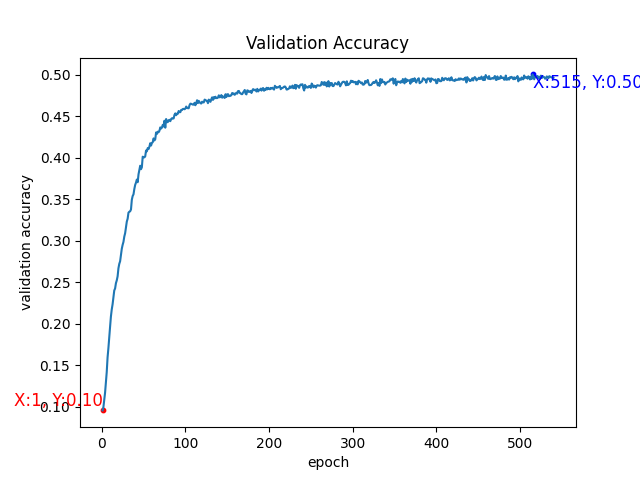 Validation Accuracy
validation accuracy
0.50
0.45
0.40
0.35
0.30
0.25
0.20
0.15
0.10
X:515, Y:0.50
X:1, Y:0.10
0 100 200 300 400 500
epoch